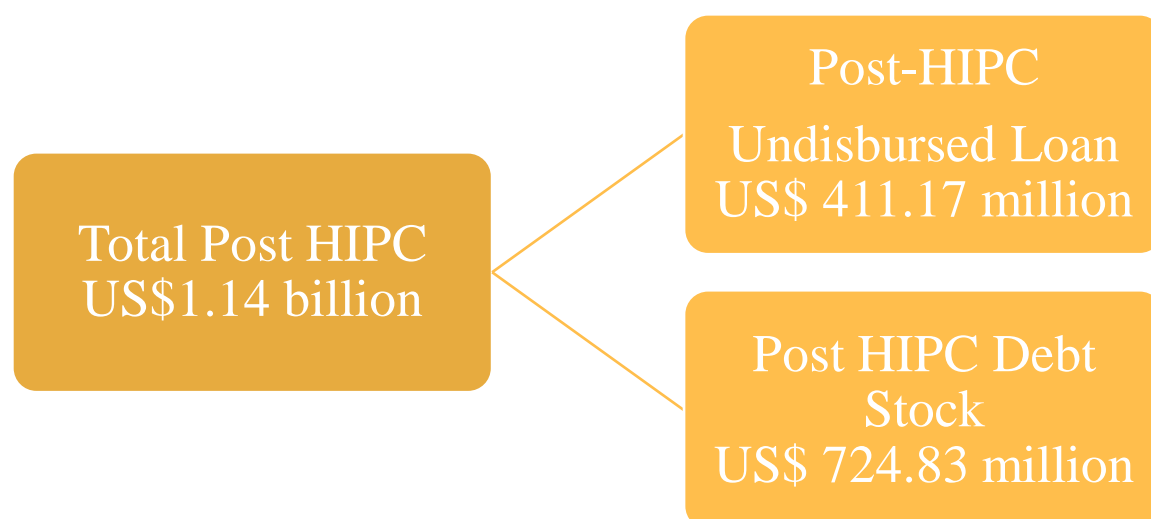 Total Post HIPC
US$1.14 billion
Post-HIPC
Undisbursed Loan
US$ 411.17 million
Post HIPC Debt
Stock
US$ 724.83 million